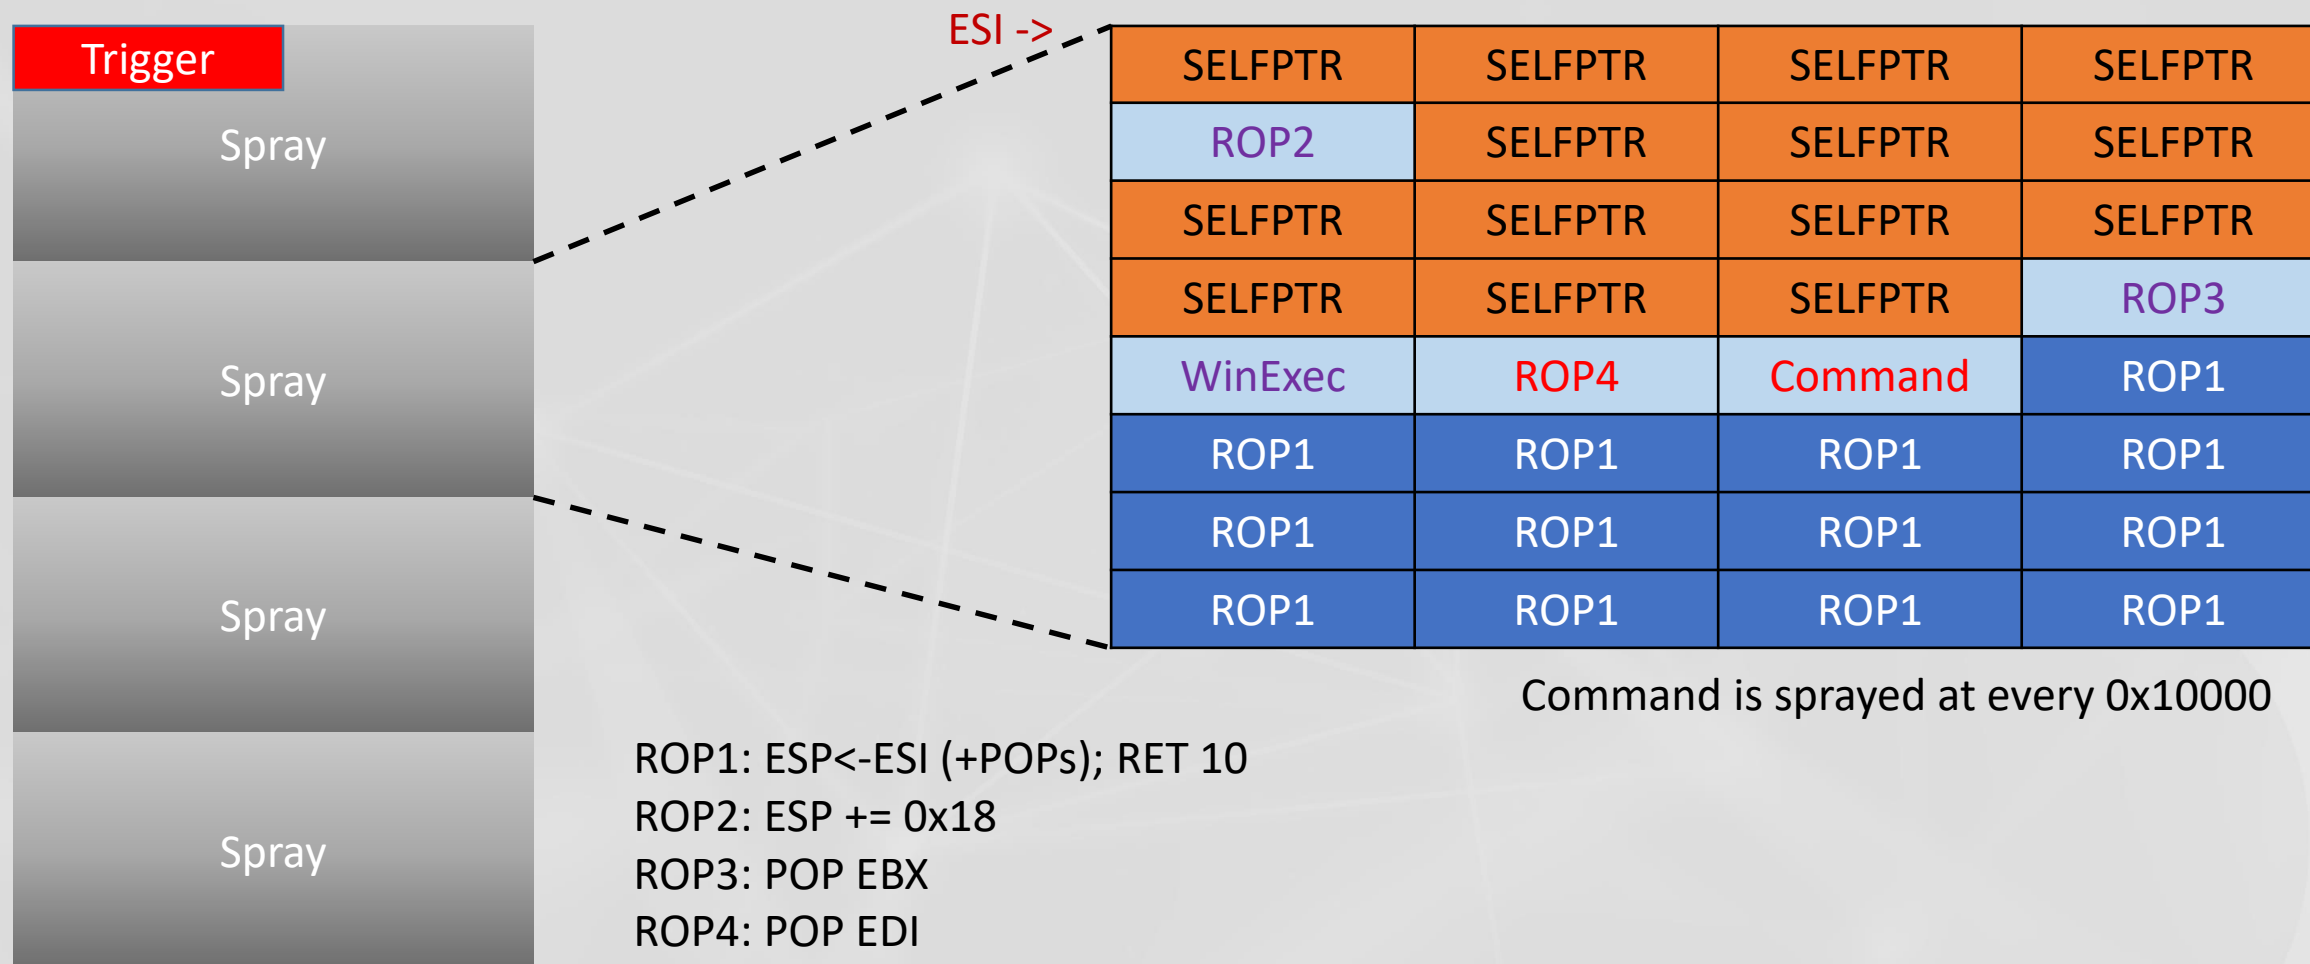 Trigger
Spray
Spray
Spray
Spray
ESI ->
SELFPTR SELFPTR SELFPTR SELFPTR
ROP2 SELFPTR SELFPTR SELFPTR
SELFPTR SELFPTR SELFPTR SELFPTR
SELFPTR SELFPTR SELFPTR ROP3
WinExec ROP4 Command ROP1
ROP1 ROP1 ROP1 ROP1
ROP1 ROP1 ROP1 ROP1
ROP1 ROP1 ROP1 ROP1
Command is sprayed at every 0x10000
ROP1: ESP<-ESI (+POPs); RET 10
ROP2: ESP += 0x18
ROP3: POP EBX
ROP4: POP EDI